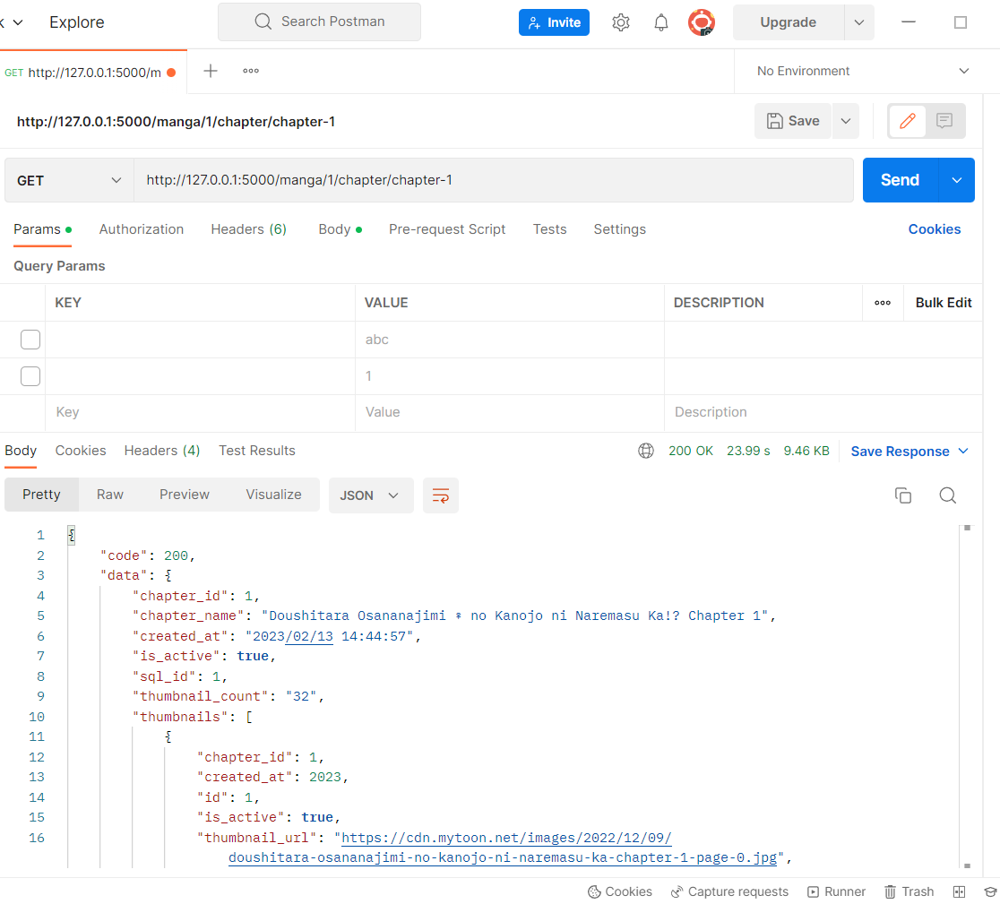 Explore
Search Postman
Invite
Upgrade
GET http://127.0.0.1:5000/m
No Environment
http://127.0.0.1:5000/manga/1/chapter/chapter-1
Save
GET
http://127.0.0.1:5000/manga/1/chapter/chapter-1
Send
Params Authorization Headers (6) Body Pre-request Script Tests Settings Cookies
Query Params
KEY VALUE DESCRIPTION Bulk Edit
abc
1
Key Value Description
Body Cookies Headers (4) Test Results 200 OK 23.99 s 9.46 KB Save Response
Pretty Raw Preview Visualize JSON
1 {
2 "code": 200,
3 "data": {
4 "chapter_id": 1,
5 "chapter_name": "Doushitara Osananajimi ♀ no Kanojo ni Naremasu Ka!? Chapter 1",
6 "created_at": "2023/02/13 14:44:57",
7 "is_active": true,
8 "sql_id": 1,
9 "thumbnail_count": "32",
10 "thumbnails": [
11 {
12 "chapter_id": 1,
13 "created_at": 2023,
14 "id": 1,
15 "is_active": true,
16 "thumbnail_url": "https://cdn.mytoon.net/images/2022/12/09/
doushitara-osananajimi-no-kanojo-ni-naremasu-ka-chapter-1-page-0.jpg",
Cookies Capture requests Runner Trash